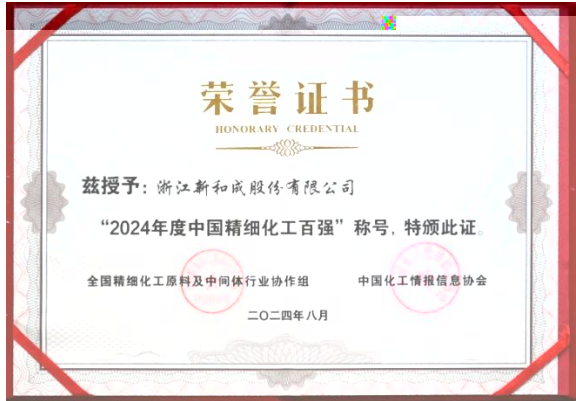 荣誉证书
HONORARY CREDENTIAL
兹授予：浙江新和成股份有限公司
“2024年度中国精细化工百强”称号，特颁此证。
全国精细化工原料及中间体行业协作组 中国化工情报信息协会
二〇二四年八月